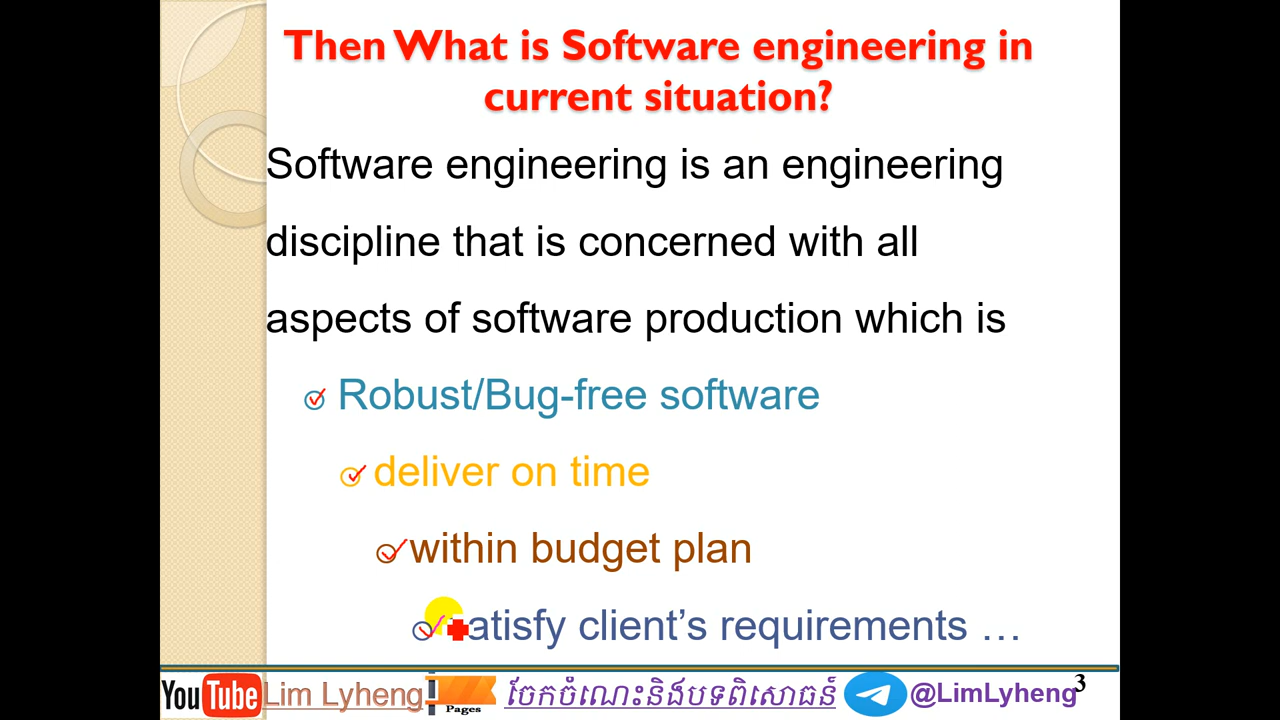 Then What is Software engineering in
current situation?
Software engineering is an engineering
discipline that is concerned with all
aspects of software production which is
Robust/Bug-free software
deliver on time
within budget plan
atisfy client’s requirements …
YouTube Lim Lyheng Pages ចែកចំណេះនិងបទពិសោធន៍ @LimLyheng 3